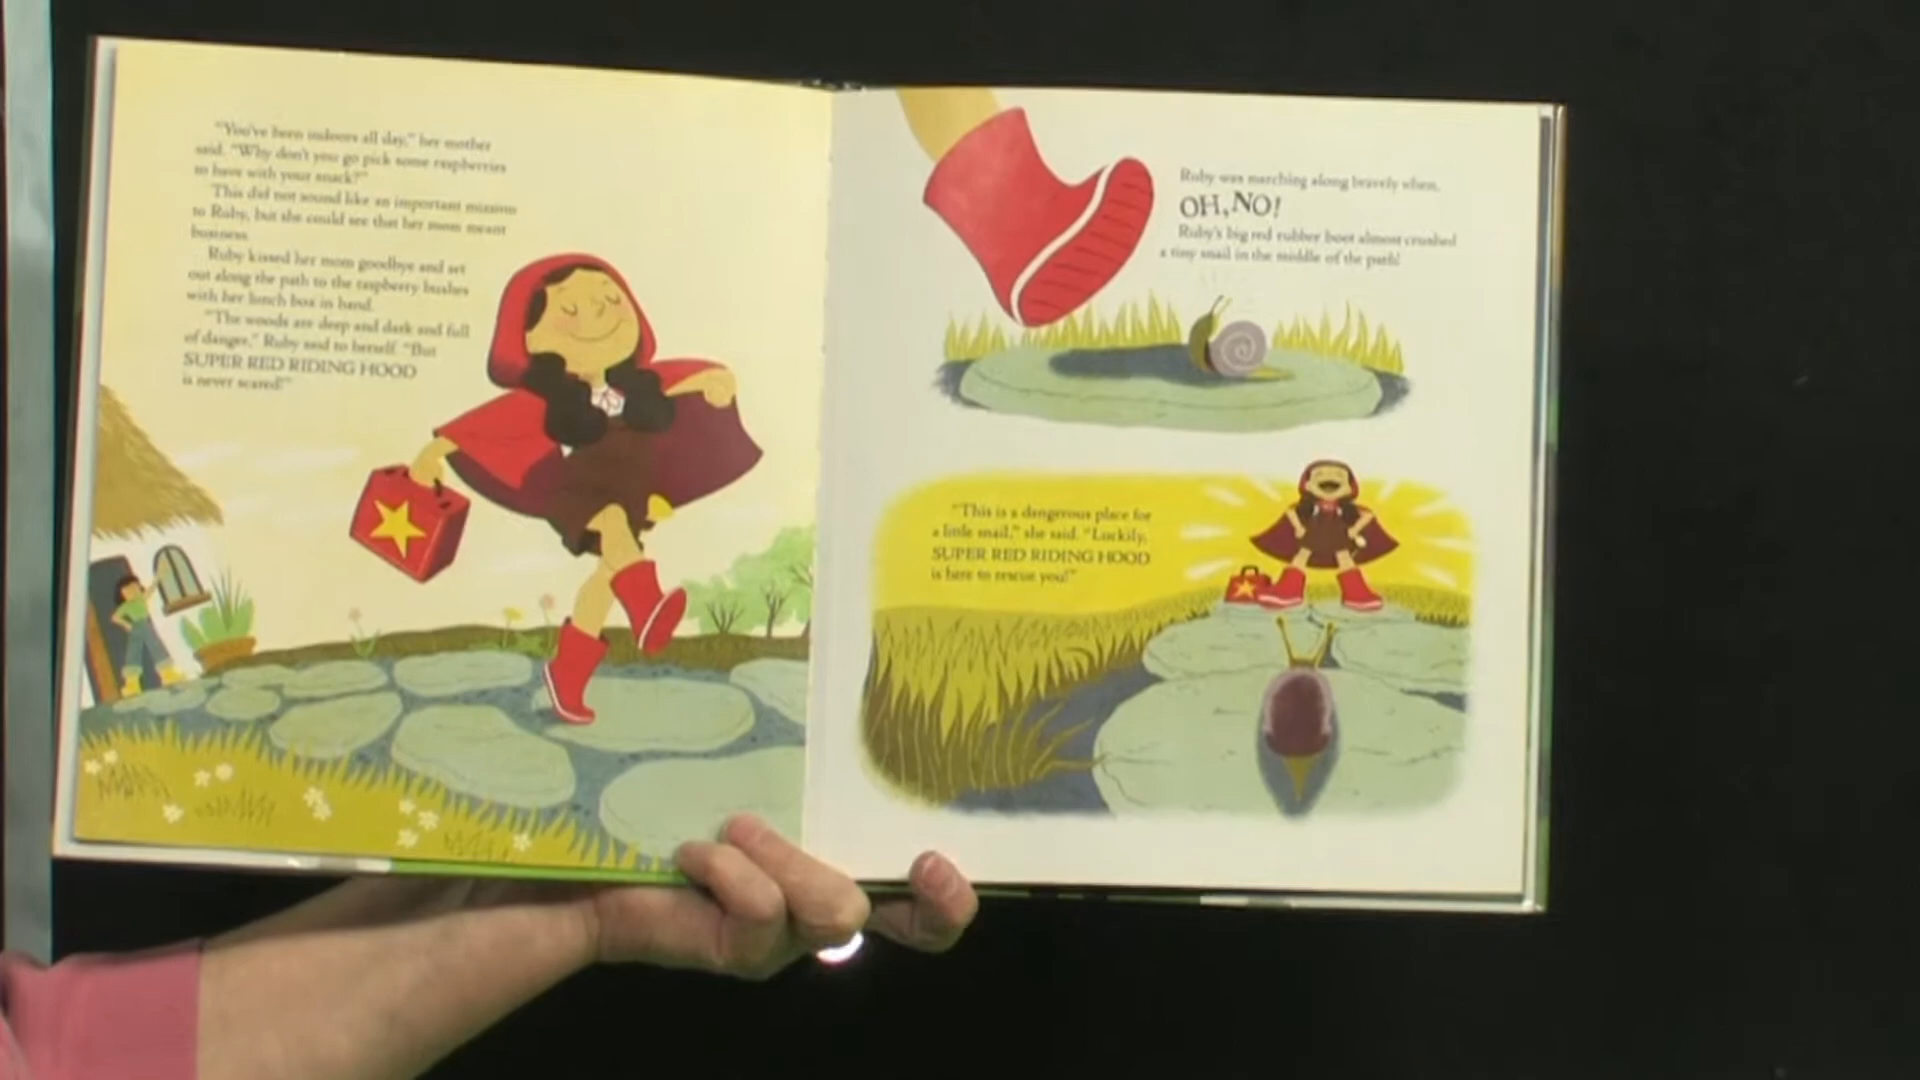 "You've been indoors all day," her mother
said. "Why don't you go pick some raspberries
to have with your snack?"
This did not sound like an important mission
to Ruby, but she could see that her mom meant
business.
Ruby kissed her mom goodbye and set
out along the path to the raspberry bushes
with her lunch box in hand.
"The woods are deep and dark and full
of danger," Ruby said to herself. "But
SUPER RED RIDING HOOD
is never scared!"
Ruby was marching along bravely when,
OH, NO!
Ruby's big red rubber boot almost crushed
a tiny snail in the middle of the path!
"This is a dangerous place for
a little snail," she said. "Luckily,
SUPER RED RIDING HOOD
is here to rescue you!"